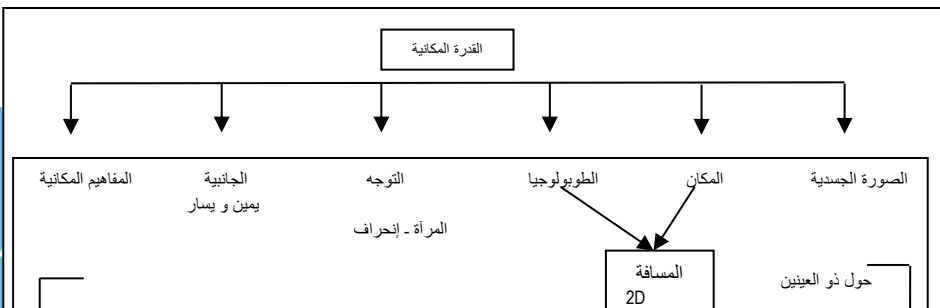 القدرة المكانية
الصورة الجسدية
المكان
الطوبولوجيا
التوجه
الجانبية
المفاهيم المكانية
يمين و يسار
المرآة - إنحراف
المسافة
2D
حول ذو العينين